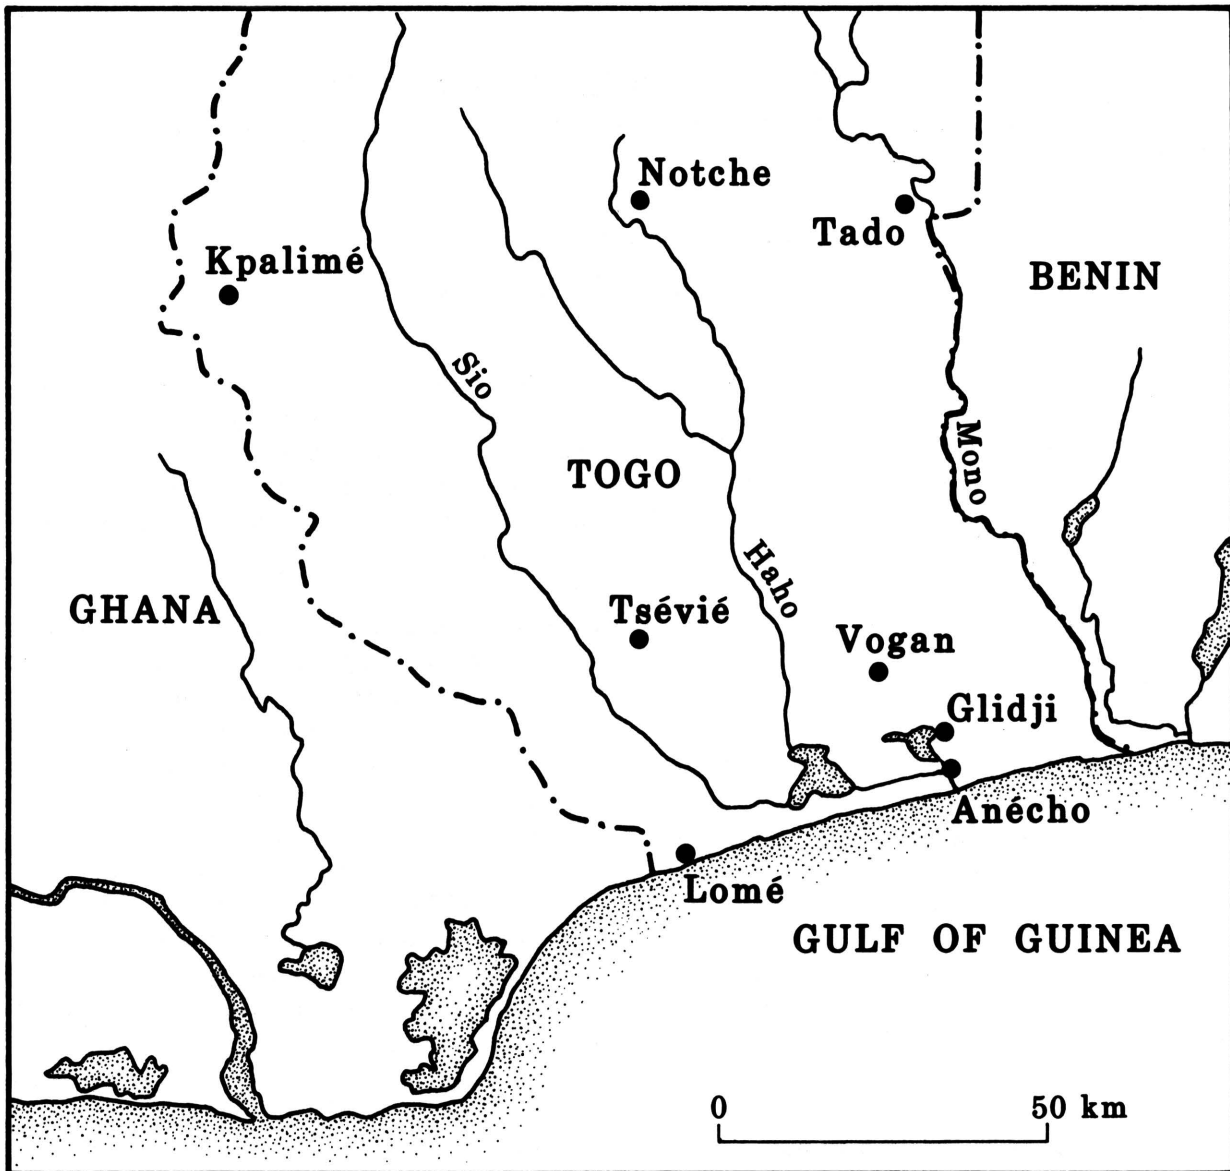 Notche
Tado
Kpalimé
BENIN
Sio
Mono
TOGO
Haho
GHANA
Tsévié
Vogan
Glidji
Anécho
Lomé
GULF OF GUINEA
0 50 km